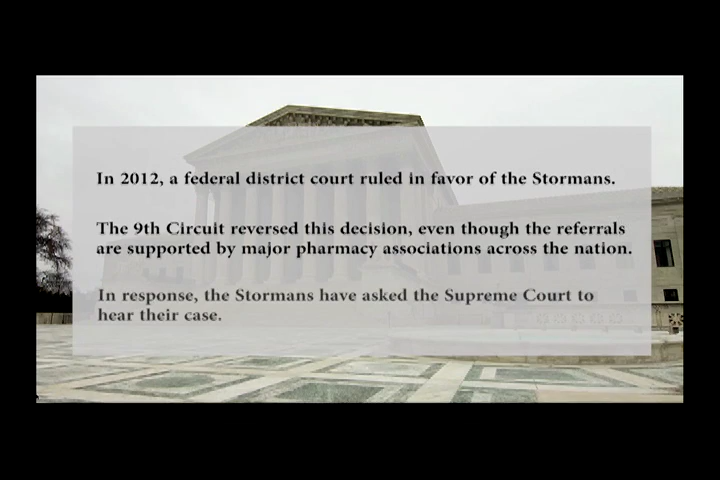 In 2012, a federal district court ruled in favor of the Stormans.
The 9th Circuit reversed this decision, even though the referrals
are supported by major pharmacy associations across the nation.
In response, the Stormans have asked the Supreme Court to
hear their case.